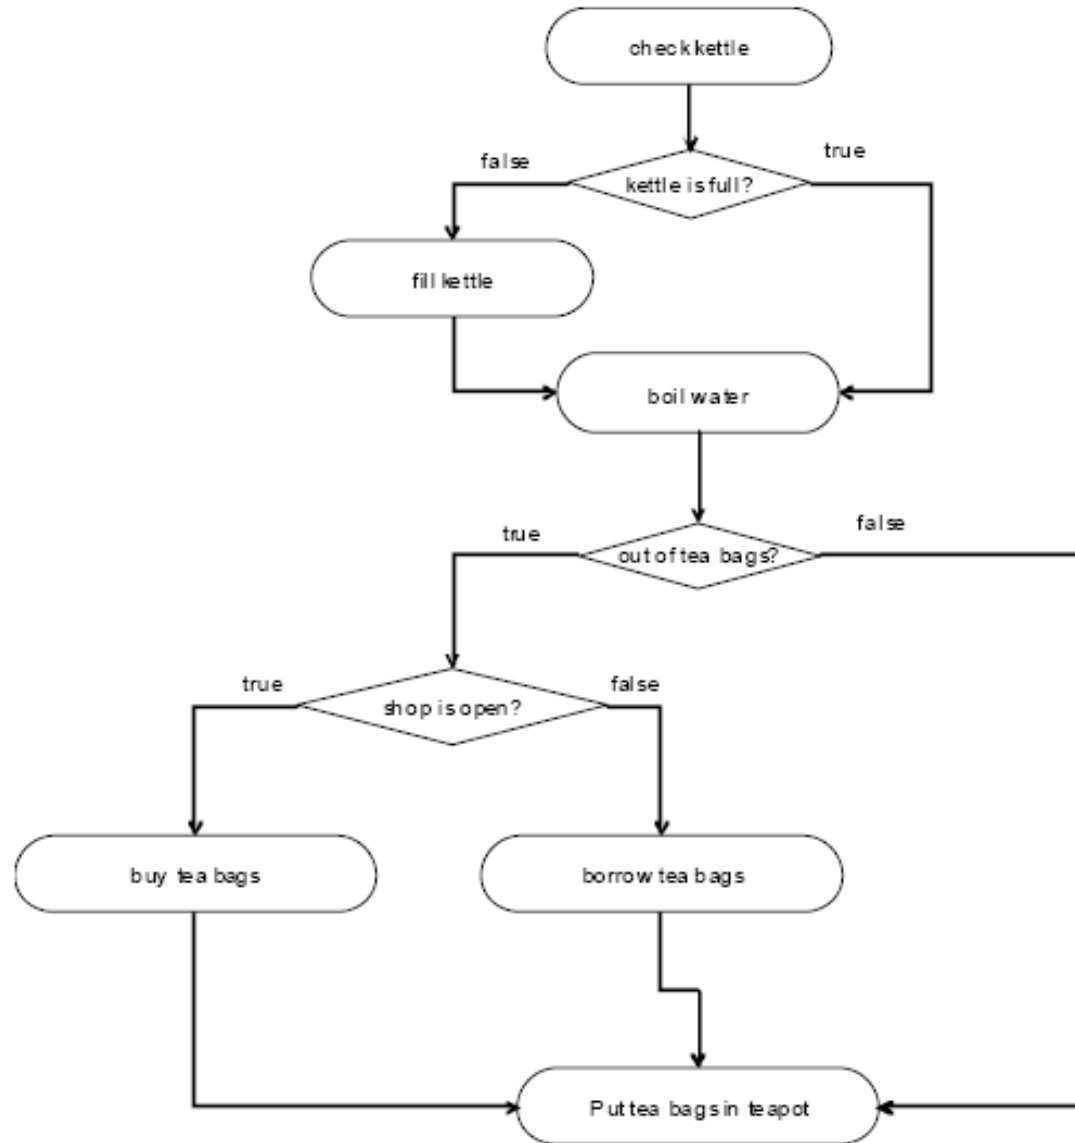 check kettle
false
true
kettle is full?
fill kettle
boil water
true
false
out of tea bags?
true
false
shop is open?
buy tea bags
borrow tea bags
Put tea bags in teapot